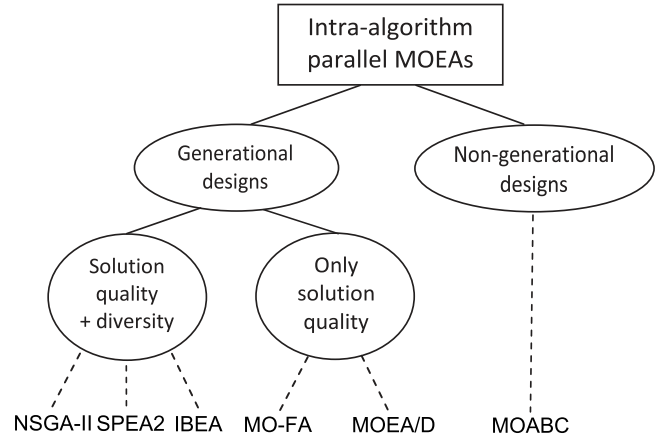 Intra-algorithm
parallel MOEAs
Generational
designs
Non-generational
designs
Solution
quality
+ diversity
Only
solution
quality
NSGA-II SPEA2 IBEA MO-FA MOEA/D MOABC